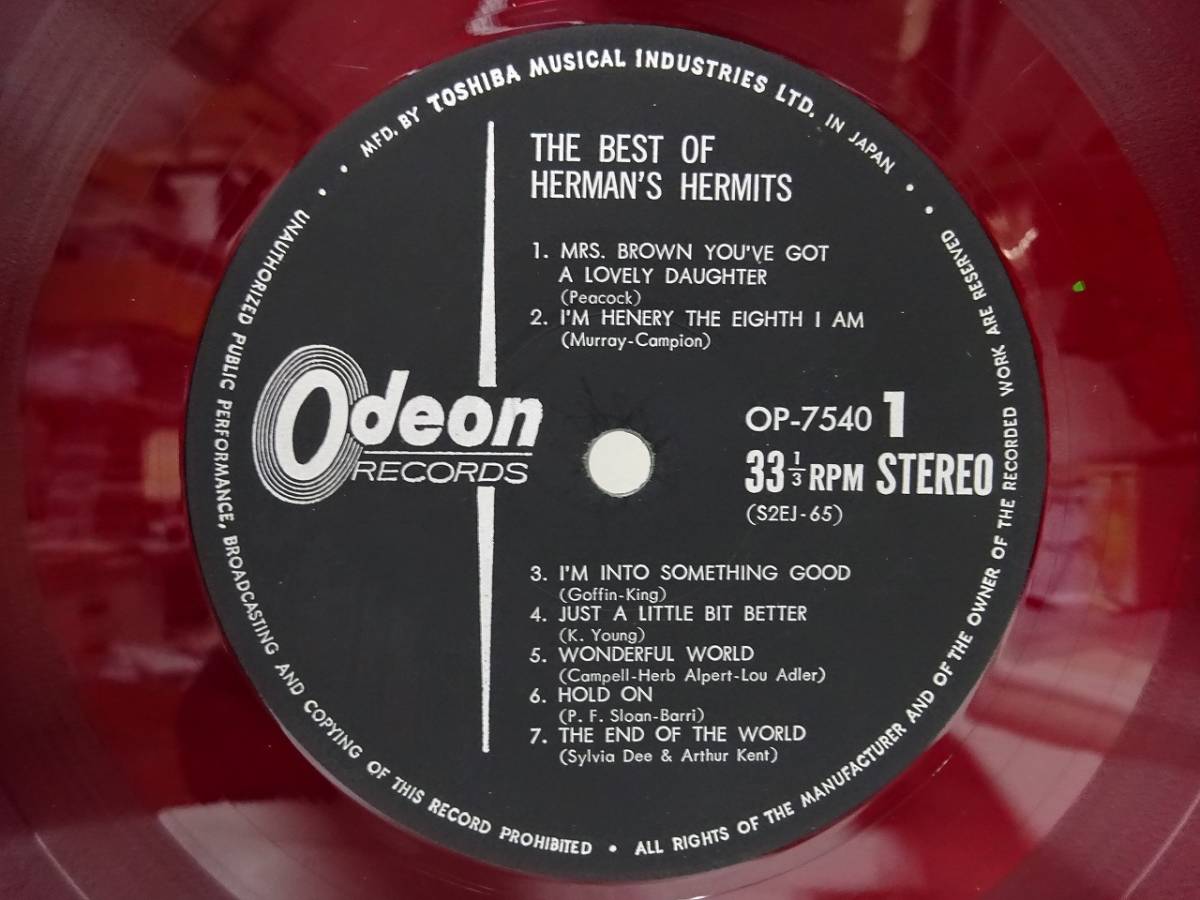 MFD. BY TOSHIBA MUSICAL INDUSTRIES LTD. IN JAPAN
THE BEST OF
HERMAN'S HERMITS
1. MRS. BROWN YOU'VE GOT
A LOVELY DAUGHTER
(Peacock)
2. I'M HENERY THE EIGHTH I AM
(Murray-Campion)
Odeon
RECORDS
OP-7540 1
33 1/3 RPM STEREO
(S2EJ-65)
3. I'M INTO SOMETHING GOOD
(Goffin-King)
4. JUST A LITTLE BIT BETTER
(K. Young)
5. WONDERFUL WORLD
(Campell-Herb Alpert-Lou Adler)
6. HOLD ON
(P. F. Sloan-Barri)
7. THE END OF THE WORLD
(Sylvia Dee & Arthur Kent)
UNAUTHORIZED PUBLIC PERFORMANCE, BROADCASTING AND COPYING OF THIS RECORD PROHIBITED • ALL RIGHTS OF THE MANUFACTURER AND OF THE OWNER OF THE RECORDED WORK ARE RESERVED